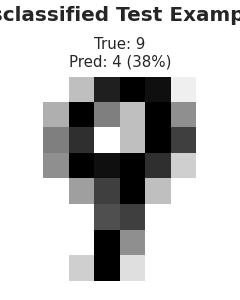 sclassified Test Examp
True: 9
Pred: 4 (38%)